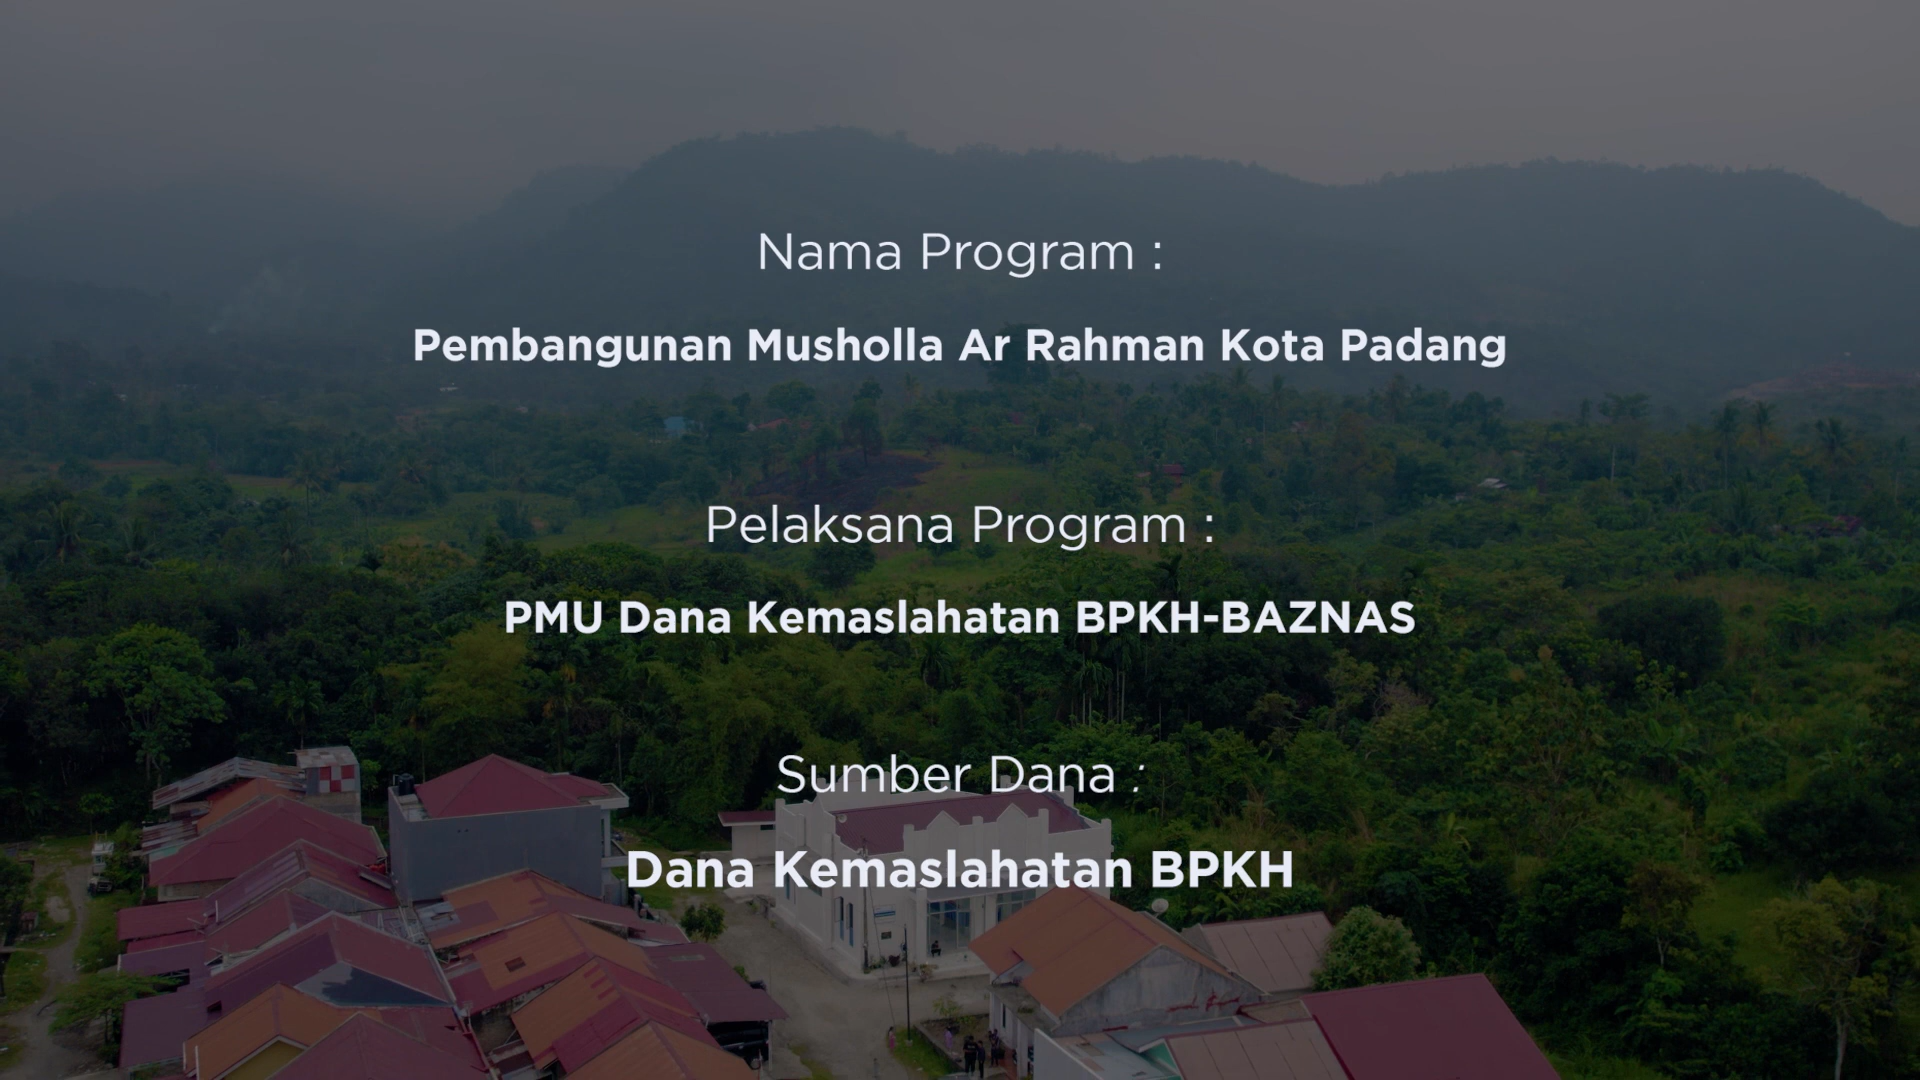 Nama Program :
Pembangunan Musholla Ar Rahman Kota Padang
Pelaksana Program :
PMU Dana Kemaslahatan BPKH-BAZNAS
Sumber Dana :
Dana Kemaslahatan BPKH